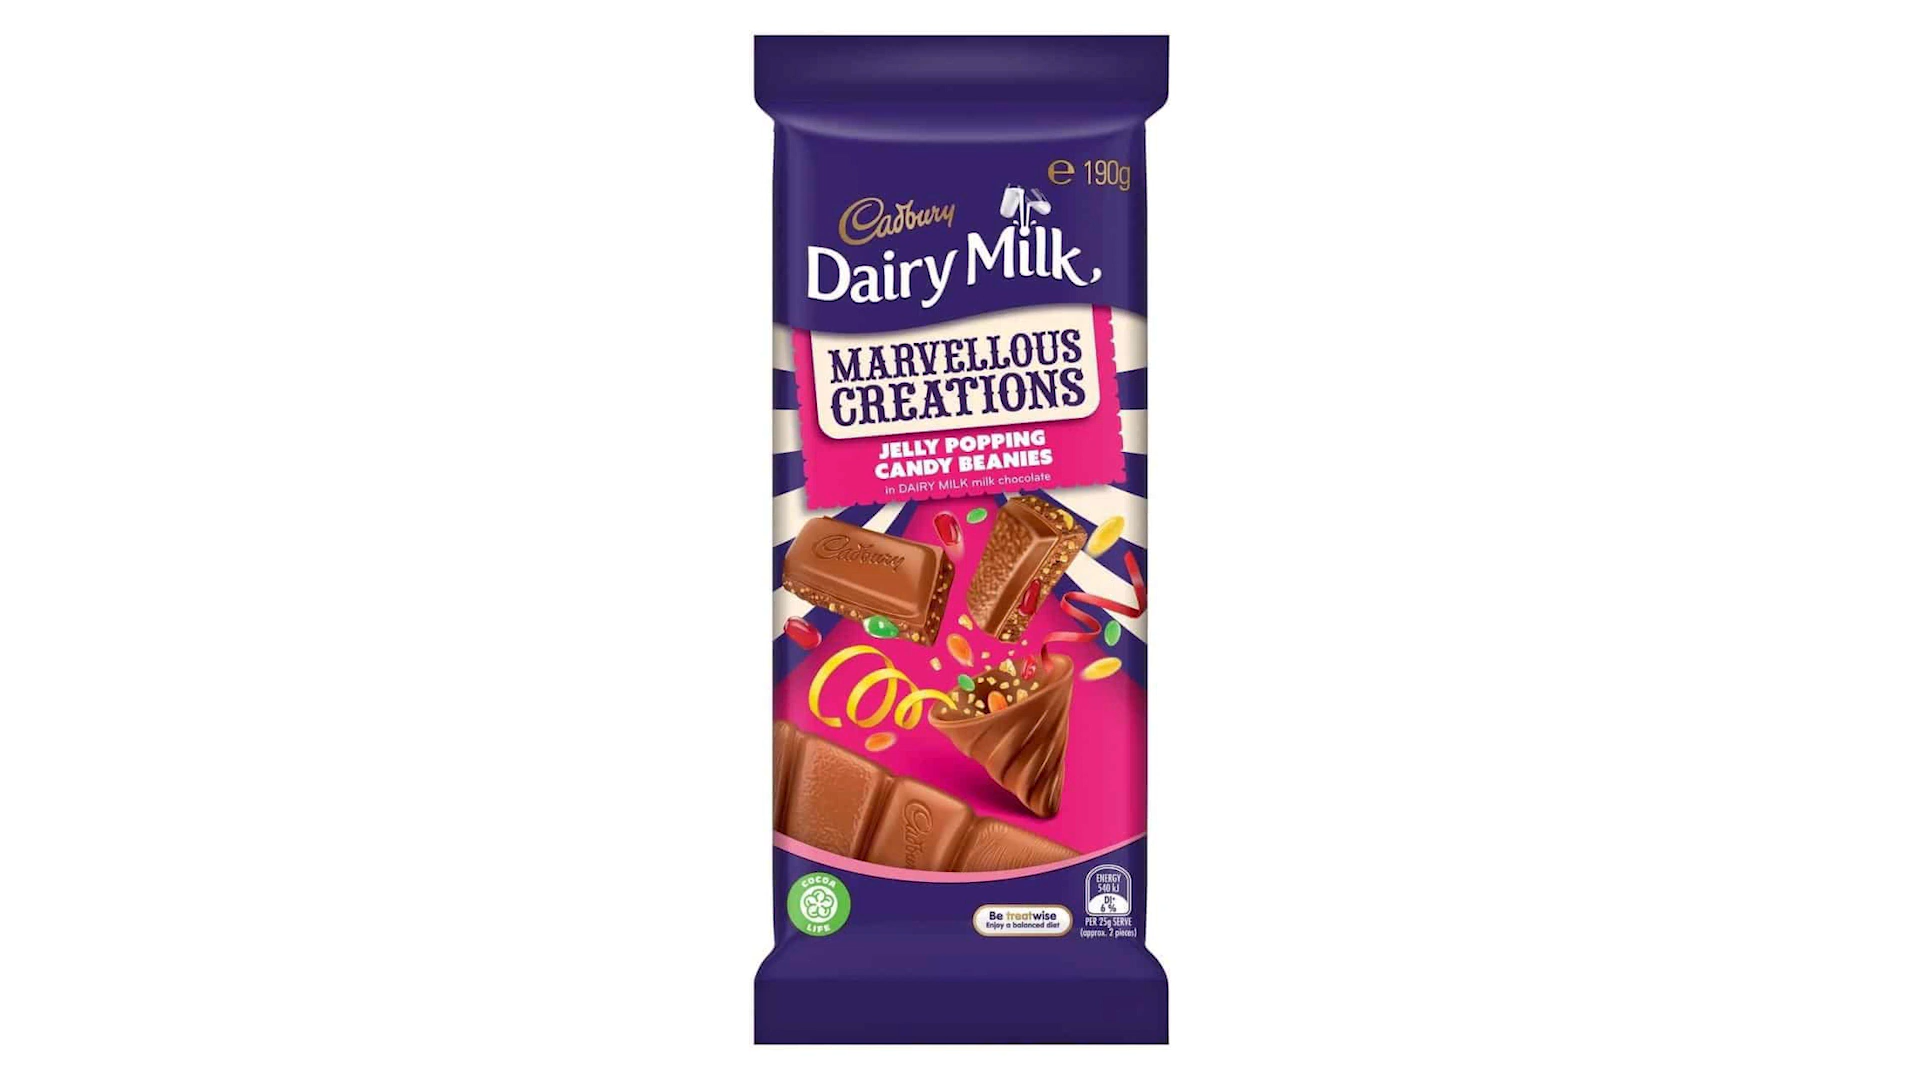 ℮ 190g
Cadbury
Dairy Milk
MARVELLOUS
CREATIONS
JELLY POPPING
CANDY BEANIES
in DAIRY MILK milk chocolate
Cadbury
Cadbury
COCOA
LIFE
Be treatwise
Enjoy a balanced diet
ENERGY
540 kJ
DI*
6 %
PER 25g SERVE
(approx. 2 pieces)